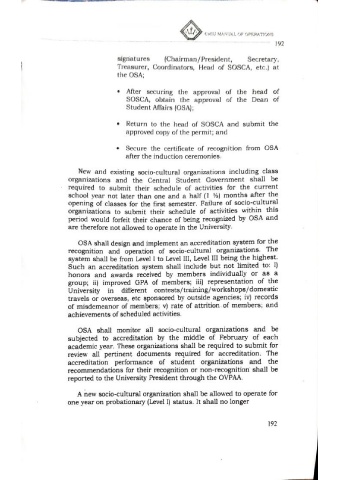 CvSU MANUAL OF OPERATIONS
192
signatures (Chairman/President, Secretary,
Treasurer, Coordinators, Head of SOSCA, etc.) at
the OSA;
• After securing the approval of the head of
SOSCA, obtain the approval of the Dean of
Student Affairs (OSA);
• Return to the head of SOSCA and submit the
approved copy of the permit; and
• Secure the certificate of recognition from OSA
after the induction ceremonies.
New and existing socio-cultural organizations including class
organizations and the Central Student Government shall be
required to submit their schedule of activities for the current
school year not later than one and a half (1 ½) months after the
opening of classes for the first semester. Failure of socio-cultural
organizations to submit their schedule of activities within this
period would forfeit their chance of being recognized by OSA and
are therefore not allowed to operate in the University.
OSA shall design and implement an accreditation system for the
recognition and operation of socio-cultural organizations. The
system shall be from Level I to Level III, Level III being the highest.
Such an accreditation system shall include but not limited to: i)
honors and awards received by members individually or as a
group; ii) improved GPA of members; iii) representation of the
University in different contests/training/workshops/domestic
travels or overseas, etc sponsored by outside agencies; iv) records
of misdemeanor of members; v) rate of attrition of members; and
achievements of scheduled activities.
OSA shall monitor all socio-cultural organizations and be
subjected to accreditation by the middle of February of each
academic year. These organizations shall be required to submit for
review all pertinent documents required for accreditation. The
accreditation performance of student organizations and the
recommendations for their recognition or non-recognition shall be
reported to the University President through the OVPAA.
A new socio-cultural organization shall be allowed to operate for
one year on probationary (Level I) status. It shall no longer
192